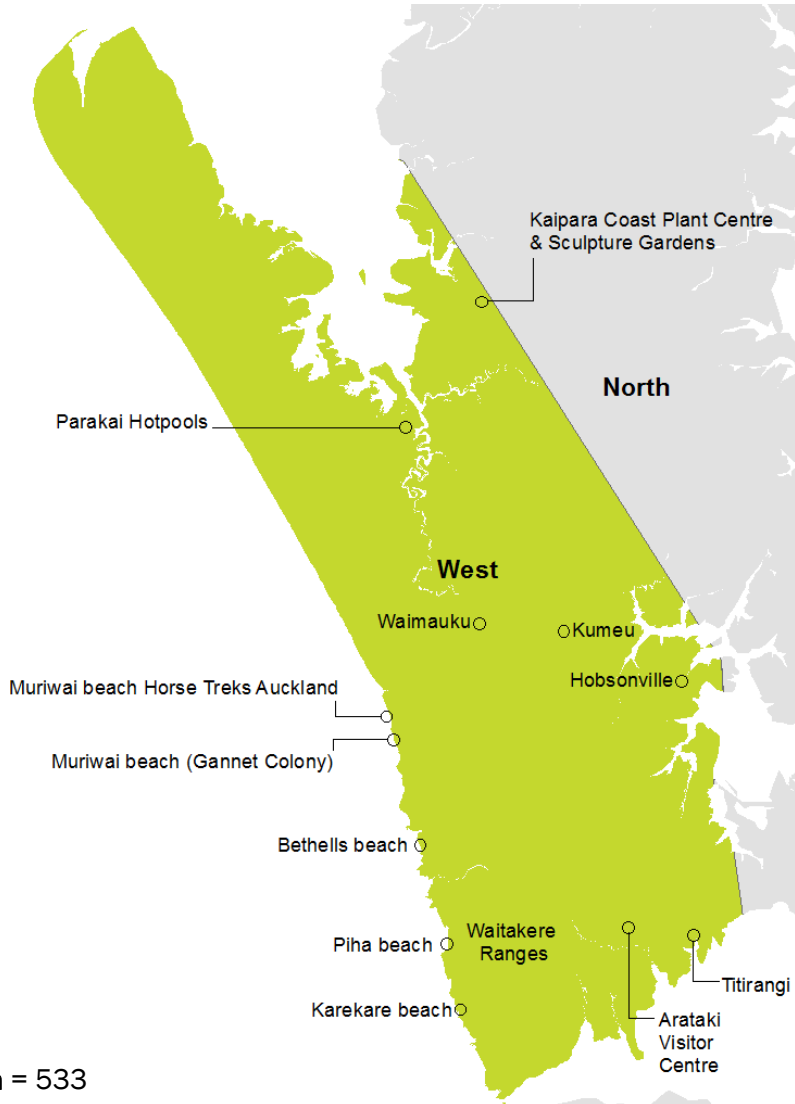 Kaipara Coast Plant Centre
& Sculpture Gardens
North
Parakai Hotpools
West
Waimauku
Kumeu
Hobsonville
Muriwai beach Horse Treks Auckland
Muriwai beach (Gannet Colony)
Bethells beach
Waitakere
Ranges
Piha beach
Titirangi
Karekare beach
Arataki
Visitor
Centre
= 533